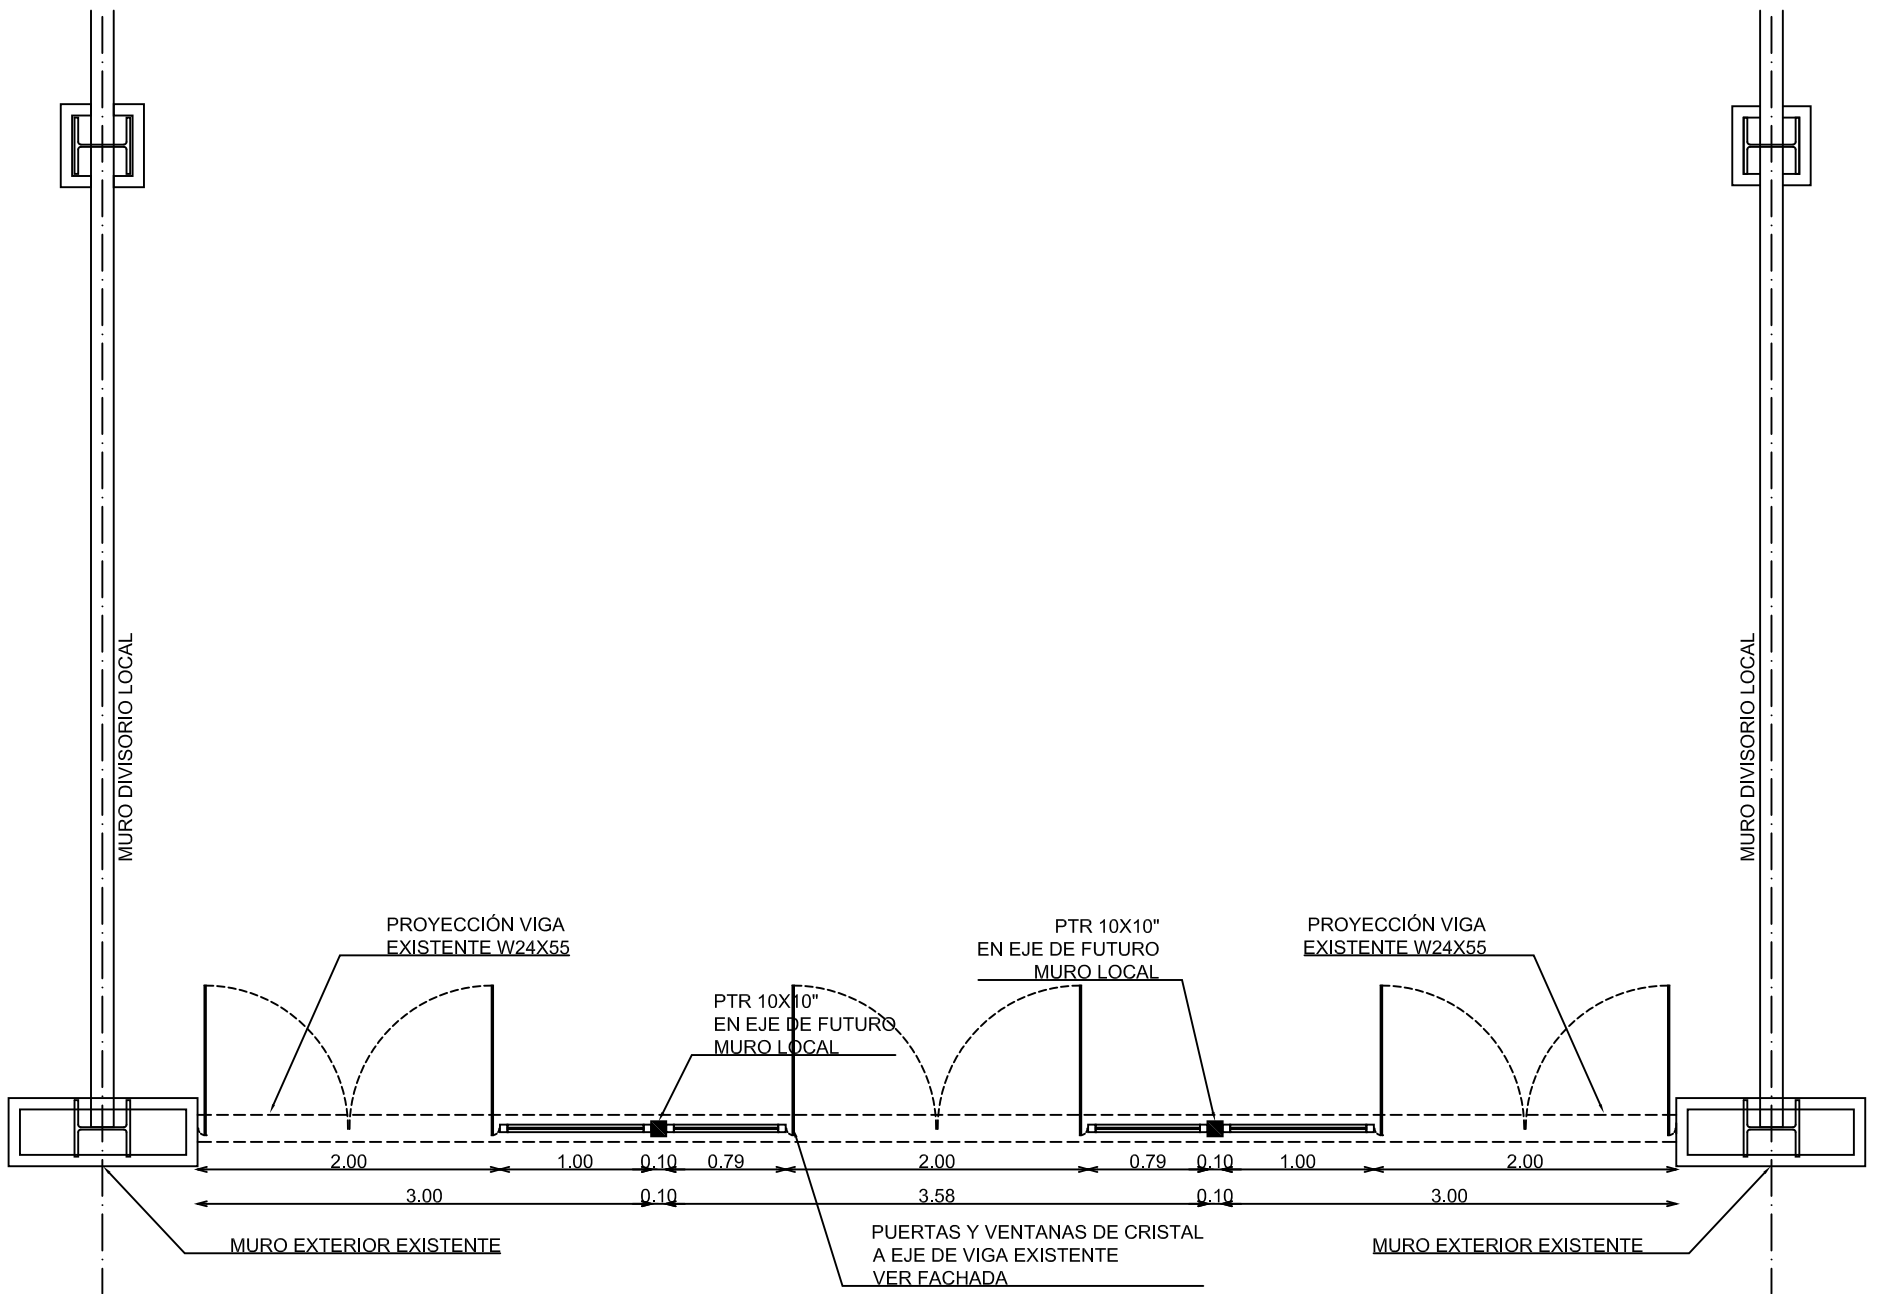 MURO DIVISORIO LOCAL
MURO DIVISORIO LOCAL
PROYECCIÓN VIGA
EXISTENTE W24X55
PTR 10X10"
EN EJE DE FUTURO
MURO LOCAL
PROYECCIÓN VIGA
EXISTENTE W24X55
PTR 10X10"
EN EJE DE FUTURO
MURO LOCAL
2.00 1.00 0.10 0.79 2.00 0.79 0.10 1.00 2.00
3.00 0.10 3.58 0.10 3.00
MURO EXTERIOR EXISTENTE
PUERTAS Y VENTANAS DE CRISTAL
A EJE DE VIGA EXISTENTE
VER FACHADA
MURO EXTERIOR EXISTENTE